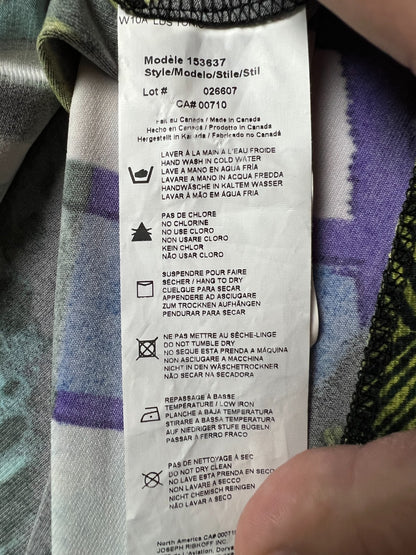 W10A LDS
Modèle 153637
Style/Modelo/Stile/Stil
Lot # 026607
CA# 00710
Fait au Canada / Made in Canada
Hecho en Canadá / Prodotto in Canada
Hergestellt in Kanada / Fabricado no Canadá
LAVER À LA MAIN À L'EAU FROIDE
HAND WASH IN COLD WATER
LAVE A MANO EN AGUA FRIA
LAVARE A MANO IN ACQUA FREDDA
HANDWÄSCHE IN KALTEM WASSER
LAVAR À MÃO EM ÁGUA FRIA
PAS DE CHLORE
NO CHLORINE
NO USE CLORO
NON USARE CLORO
KEIN CHLOR
NÃO USAR CLORO
SUSPENDRE POUR FAIRE
SÉCHER / HANG TO DRY
CUELGUE PARA SECAR
APPENDERE AD ASCIUGARE
ZUM TROCKNEN AUFHÄNGEN
PENDURAR PARA SECAR
NE PAS METTRE AU SÈCHE-LINGE
DO NOT TUMBLE DRY
NO SEQUE ESTA PRENDA A MÁQUINA
NON ASCIUGARE A MACCHINA
NICHT IN DEN WÄSCHETROCKNER
NÃO SECAR NA SECADORA
REPASSAGE À BASSE
TEMPÉRATURE / LOW IRON
PLANCHE A BAJA TEMPERATURA
STIRARE A BASSA TEMPERATURA
AUF NIEDRIGER STUFE BÜGELN
PASSAR A FERRO FRACO
PAS DE NETTOYAGE À SEC
DO NOT DRY CLEAN
NO LAVE ESTA PRENDA EN SECO
NON LAVARE A SECCO
NICHT CHEMISCH REINIGEN
NÃO LAVAR A SECO
North America CA# 00710
JOSEPH RIBKOFF INC.
Aviation, Dorva